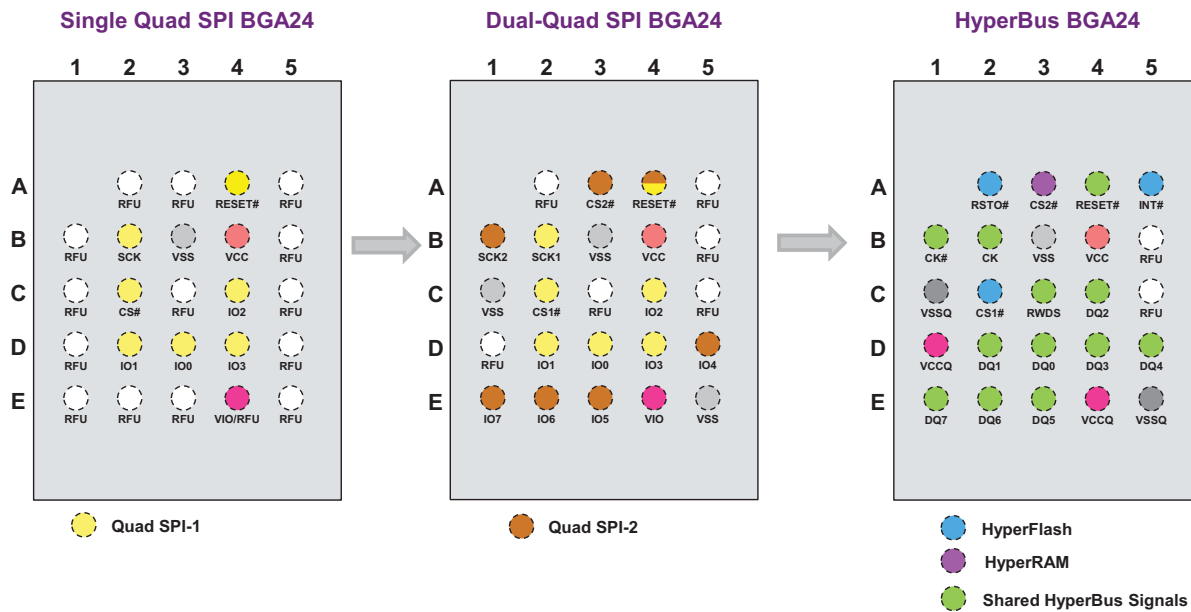 Single Quad SPI BGA24 Dual-Quad SPI BGA24 HyperBus BGA24
1 2 3 4 5 1 2 3 4 5 1 2 3 4 5
A A A
RFU RFU RESET# RFU RFU CS2# RESET# RFU RSTO# CS2# RESET# INT#
B B B
RFU SCK VSS VCC RFU SCK2 SCK1 VSS VCC RFU CK# CK VSS VCC RFU
C C C
RFU CS# RFU IO2 RFU VSS CS1# RFU IO2 RFU VSSQ CS1# RWDS DQ2 RFU
D D D
RFU IO1 IO0 IO3 RFU RFU IO1 IO0 IO3 IO4 VCCQ DQ1 DQ0 DQ3 DQ4
E E E
RFU RFU RFU VIO/RFU RFU IO7 IO6 IO5 VIO VSS DQ7 DQ6 DQ5 VCCQ VSSQ
Quad SPI-1 Quad SPI-2 HyperFlash
HyperRAM
Shared HyperBus Signals